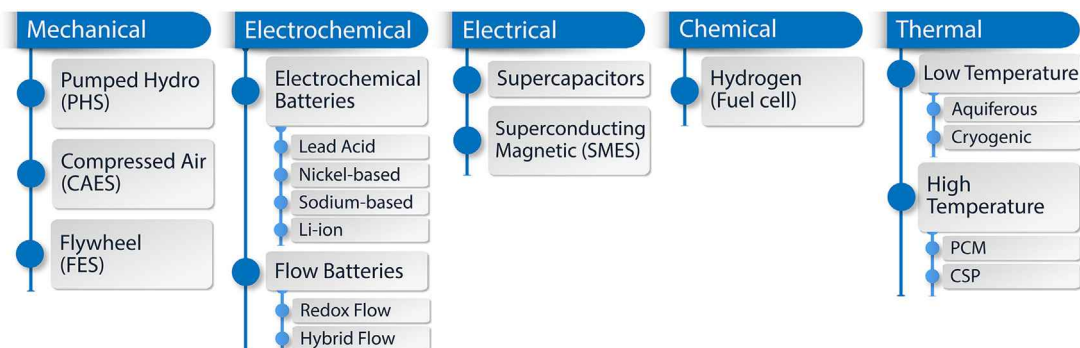 Mechanical
Pumped Hydro
(PHS)
Compressed Air
(CAES)
Flywheel
(FES)
Electrochemical
Electrochemical
Batteries
Lead Acid
Nickel-based
Sodium-based
Li-ion
Flow Batteries
Redox Flow
Hybrid Flow
Electrical
Supercapacitors
Superconducting
Magnetic (SMES)
Chemical
Hydrogen
(Fuel cell)
Thermal
Low Temperature
Aquiferous
Cryogenic
High
Temperature
PCM
CSP